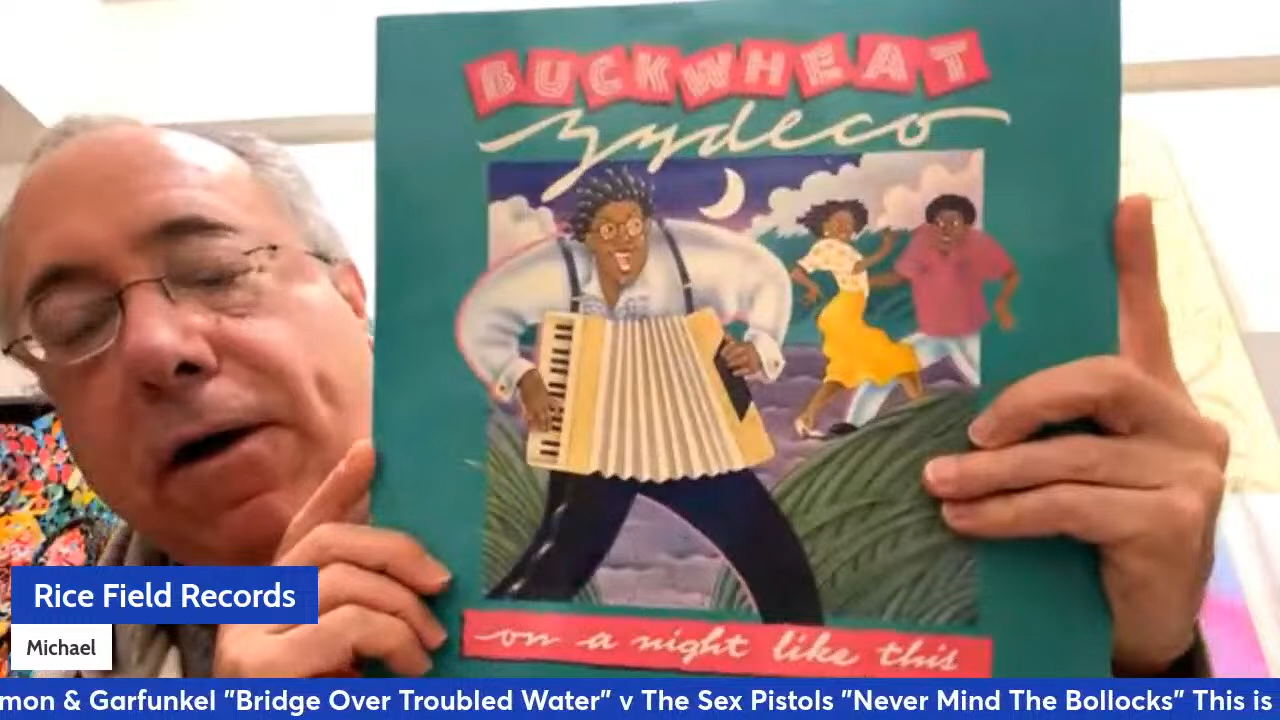 BUCKWHEAT
zydeco
on a night like this
Rice Field Records
Michael
mon & Garfunkel "Bridge Over Troubled Water" v The Sex Pistols "Never Mind The Bollocks" This is